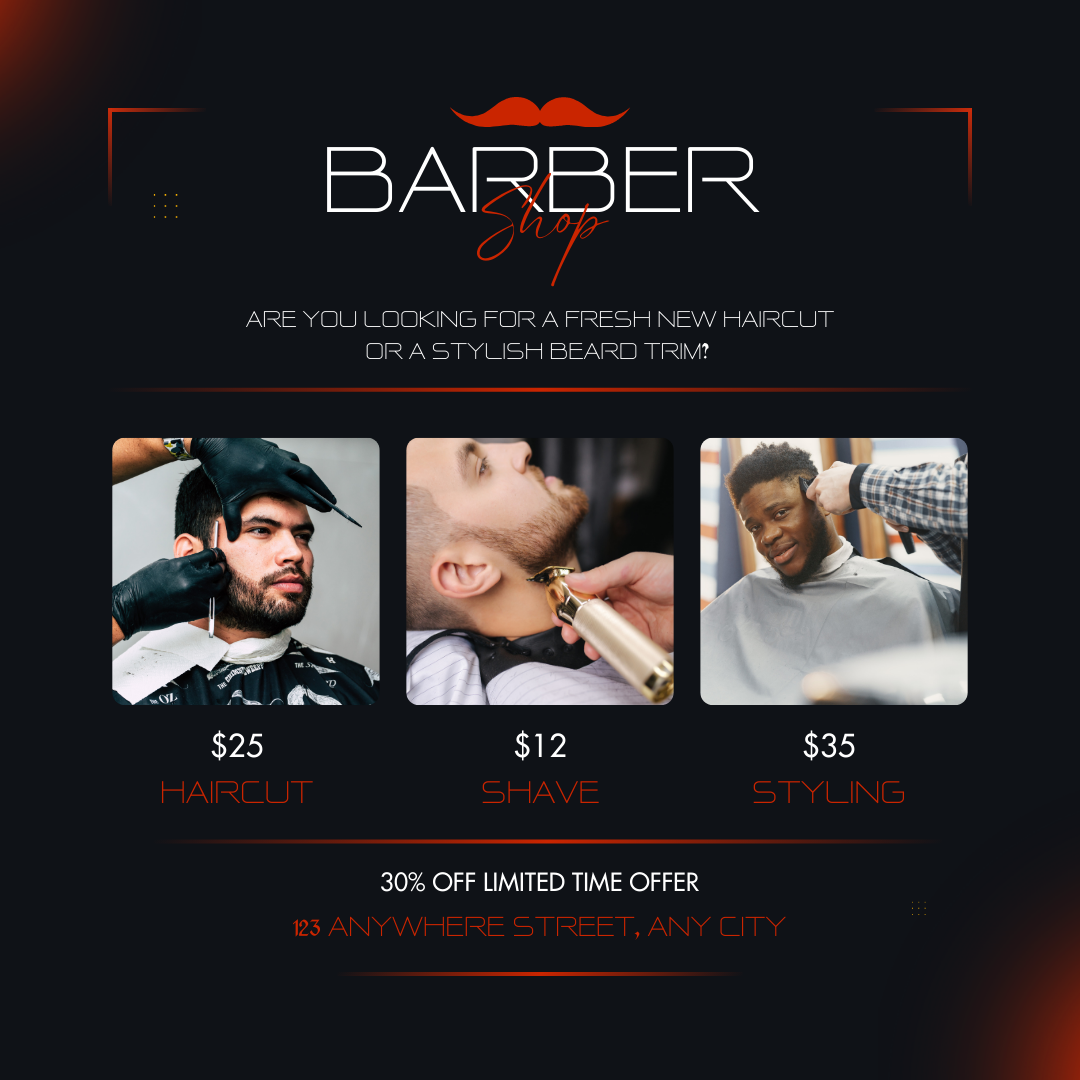 BARBER
Shop
ARE YOU LOOKING FOR A FRESH NEW HAIRCUT
OR A STYLISH BEARD TRIM?
$25
$12
$35
HAIRCUT
SHAVE
STYLING
30% OFF LIMITED TIME OFFER
123 ANYWHERE STREET, ANY CITY